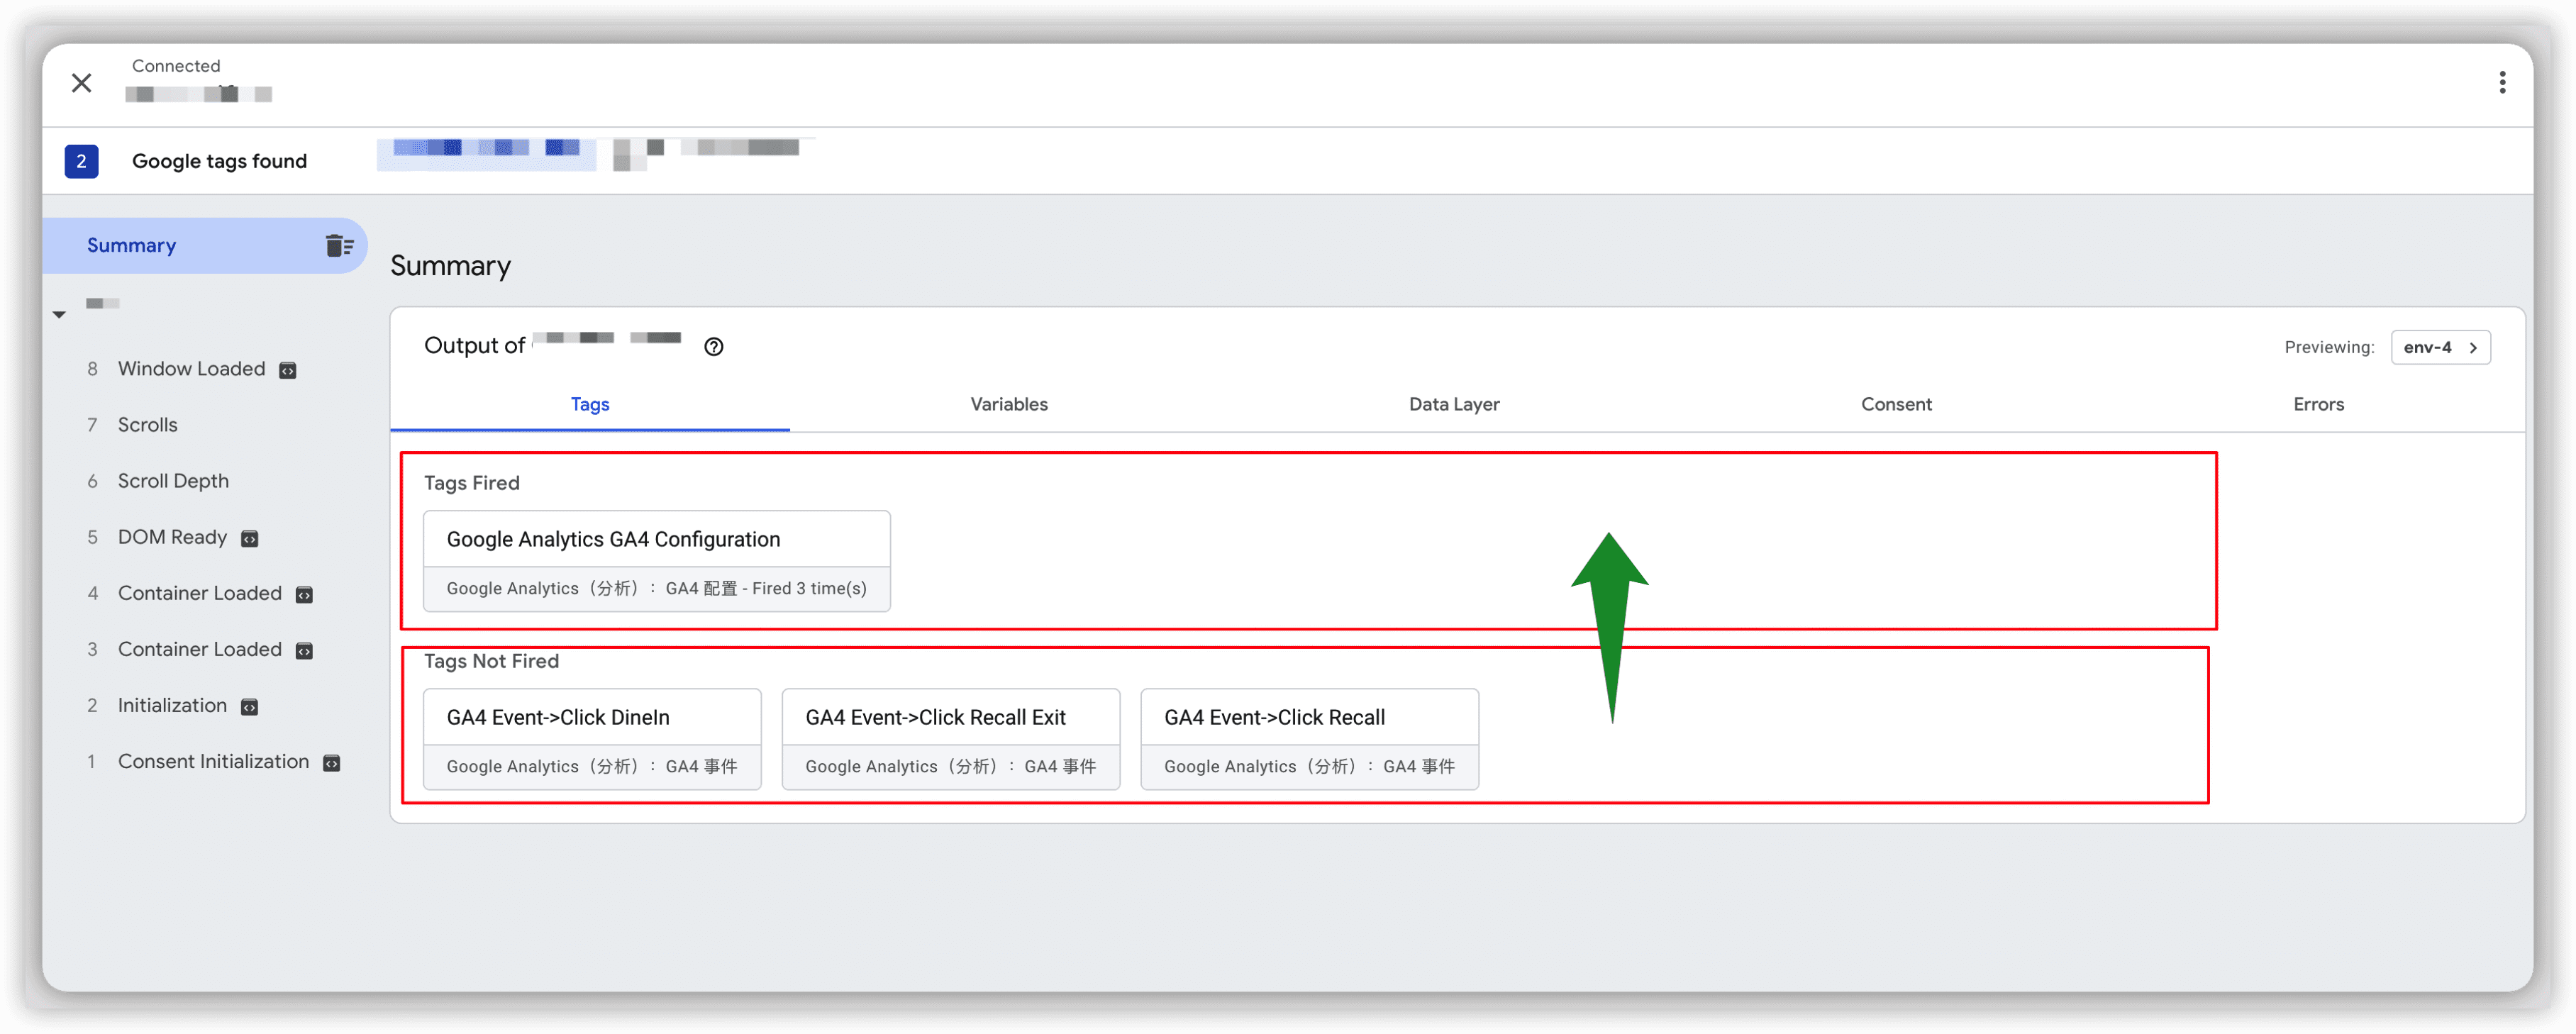 Connected
2 Google tags found
Summary
8 Window Loaded
7 Scrolls
6 Scroll Depth
5 DOM Ready
4 Container Loaded
3 Container Loaded
2 Initialization
1 Consent Initialization
Summary
Output of
Previewing: env-4
Tags Variables Data Layer Consent Errors
Tags Fired
Google Analytics GA4 Configuration
Google Analytics（分析）： GA4 配置 - Fired 3 time(s)
Tags Not Fired
GA4 Event->Click DineIn
Google Analytics（分析）： GA4 事件
GA4 Event->Click Recall Exit
Google Analytics（分析）： GA4 事件
GA4 Event->Click Recall
Google Analytics（分析）： GA4 事件